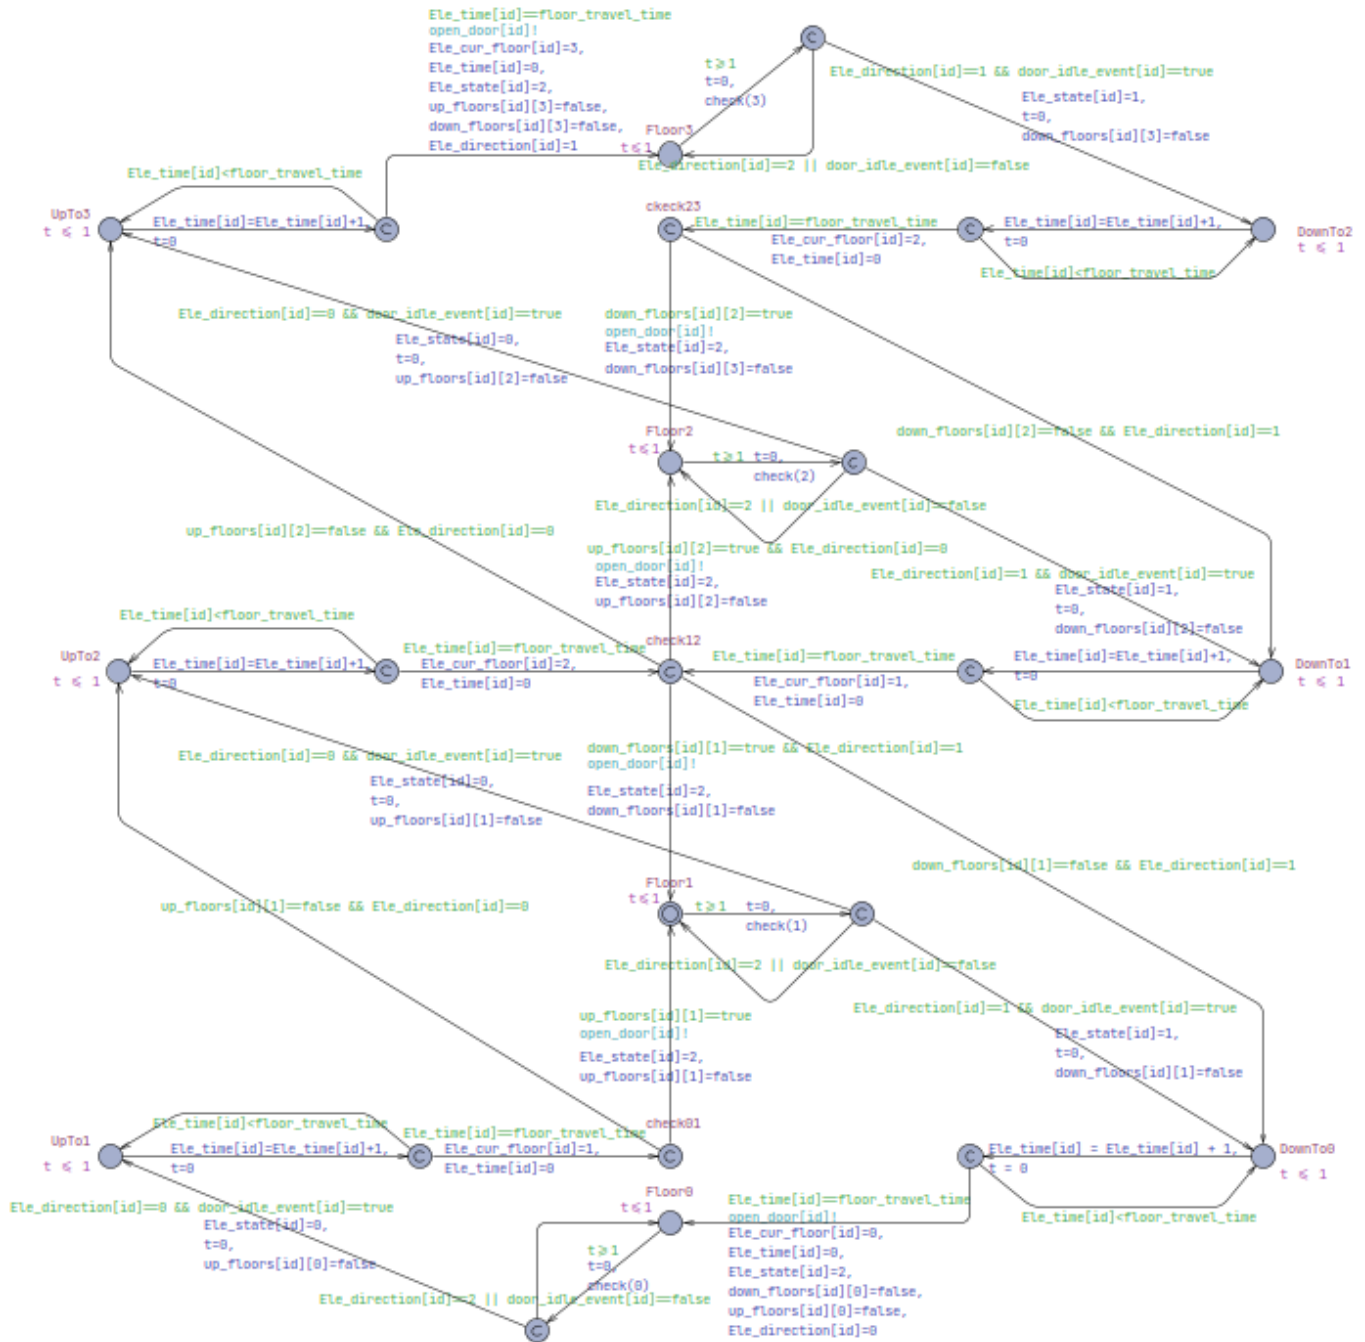 Ele_time[id]==floor_travel_time
open_door[id]!
Ele_cur_floor[id]=3,
Ele_time[id]=0,
Ele_state[id]=2,
up_floors[id][3]=false,
down_floors[id][3]=false,
Ele_direction[id]=1
C
t≥1
t=0,
check(3)
Ele_direction[id]==1 && door_idle_event[id]==true
Ele_state[id]=1,
t=0,
down_floors[id][3]=false
Floor3
t≤1
Ele_direction[id]==2 || door_idle_event[id]==false
Ele_time[id]<floor_travel_time
UpTo3
t ≤ 1
Ele_time[id]=Ele_time[id]+1,
t=0
C
ckeck23
C
Ele_time[id]==floor_travel_time
Ele_cur_floor[id]=2,
Ele_time[id]=0
C
Ele_time[id]=Ele_time[id]+1,
t=0
DownTo2
t ≤ 1
Ele_time[id]<floor_travel_time
Ele_direction[id]==0 && door_idle_event[id]==true
Ele_state[id]=0,
t=0,
up_floors[id][2]=false
down_floors[id][2]==true
open_door[id]!
Ele_state[id]=2,
down_floors[id][3]=false
down_floors[id][2]==false && Ele_direction[id]==1
Floor2
t≤1
t≥1 t=0,
check(2)
C
Ele_direction[id]==2 || door_idle_event[id]==false
up_floors[id][2]==false && Ele_direction[id]==0
up_floors[id][2]==true && Ele_direction[id]==0
open_door[id]!
Ele_state[id]=2,
up_floors[id][2]=false
Ele_direction[id]==1 && door_idle_event[id]==true
Ele_state[id]=1,
t=0,
down_floors[id][2]=false
Ele_time[id]<floor_travel_time
UpTo2
t ≤ 1
Ele_time[id]=Ele_time[id]+1,
t=0
C
Ele_time[id]==floor_travel_time
Ele_cur_floor[id]=2,
Ele_time[id]=0
check12
C
Ele_time[id]==floor_travel_time
Ele_cur_floor[id]=1,
Ele_time[id]=0
C
Ele_time[id]=Ele_time[id]+1,
t=0
DownTo1
t ≤ 1
Ele_time[id]<floor_travel_time
Ele_direction[id]==0 && door_idle_event[id]==true
Ele_state[id]=0,
t=0,
up_floors[id][1]=false
down_floors[id][1]==true && Ele_direction[id]==1
open_door[id]!
Ele_state[id]=2,
down_floors[id][1]=false
down_floors[id][1]==false && Ele_direction[id]==1
up_floors[id][1]==false && Ele_direction[id]==0
Floor1
t≤1
t≥1 t=0,
check(1)
C
Ele_direction[id]==2 || door_idle_event[id]==false
up_floors[id][1]==true
open_door[id]!
Ele_state[id]=2,
up_floors[id][1]=false
Ele_direction[id]==1 && door_idle_event[id]==true
Ele_state[id]=1,
t=0,
down_floors[id][1]=false
Ele_time[id]<floor_travel_time
UpTo1
t ≤ 1
Ele_time[id]=Ele_time[id]+1,
t=0
C
Ele_time[id]==floor_travel_time
Ele_cur_floor[id]=1,
Ele_time[id]=0
check01
C
C
Ele_time[id] = Ele_time[id] + 1,
t = 0
DownTo0
t ≤ 1
Ele_time[id]<floor_travel_time
Ele_direction[id]==0 && door_idle_event[id]==true
Ele_state[id]=0,
t=0,
up_floors[id][0]=false
Floor0
t≤1
t≥1
t=0,
check(0)
Ele_direction[id]==2 || door_idle_event[id]==false
C
Ele_time[id]==floor_travel_time
open_door[id]!
Ele_cur_floor[id]=0,
Ele_time[id]=0,
Ele_state[id]=2,
down_floors[id][0]=false,
up_floors[id][0]=false,
Ele_direction[id]=0